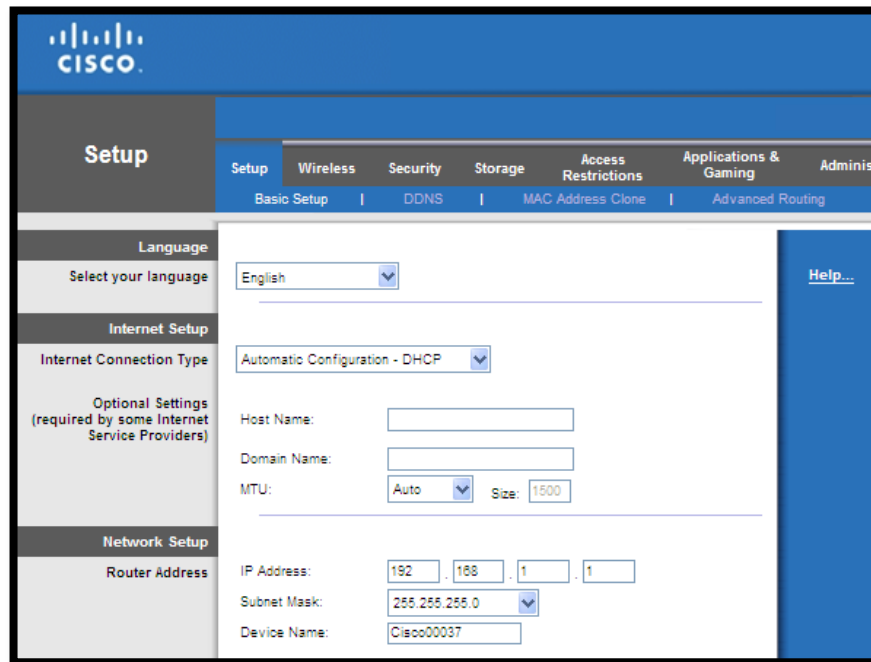 CISCO.
Setup
Setup Wireless Security Storage Access Restrictions Applications & Gaming Adminis
Basic Setup | DDNS | MAC Address Clone | Advanced Routing
Language
Select your language English
Help...
Internet Setup
Internet Connection Type Automatic Configuration - DHCP
Optional Settings
(required by some Internet
Service Providers)
Host Name:
Domain Name:
MTU: Auto Size: 1500
Network Setup
Router Address IP Address: 192 . 168 . 1 . 1
Subnet Mask: 255.255.255.0
Device Name: Cisco00037